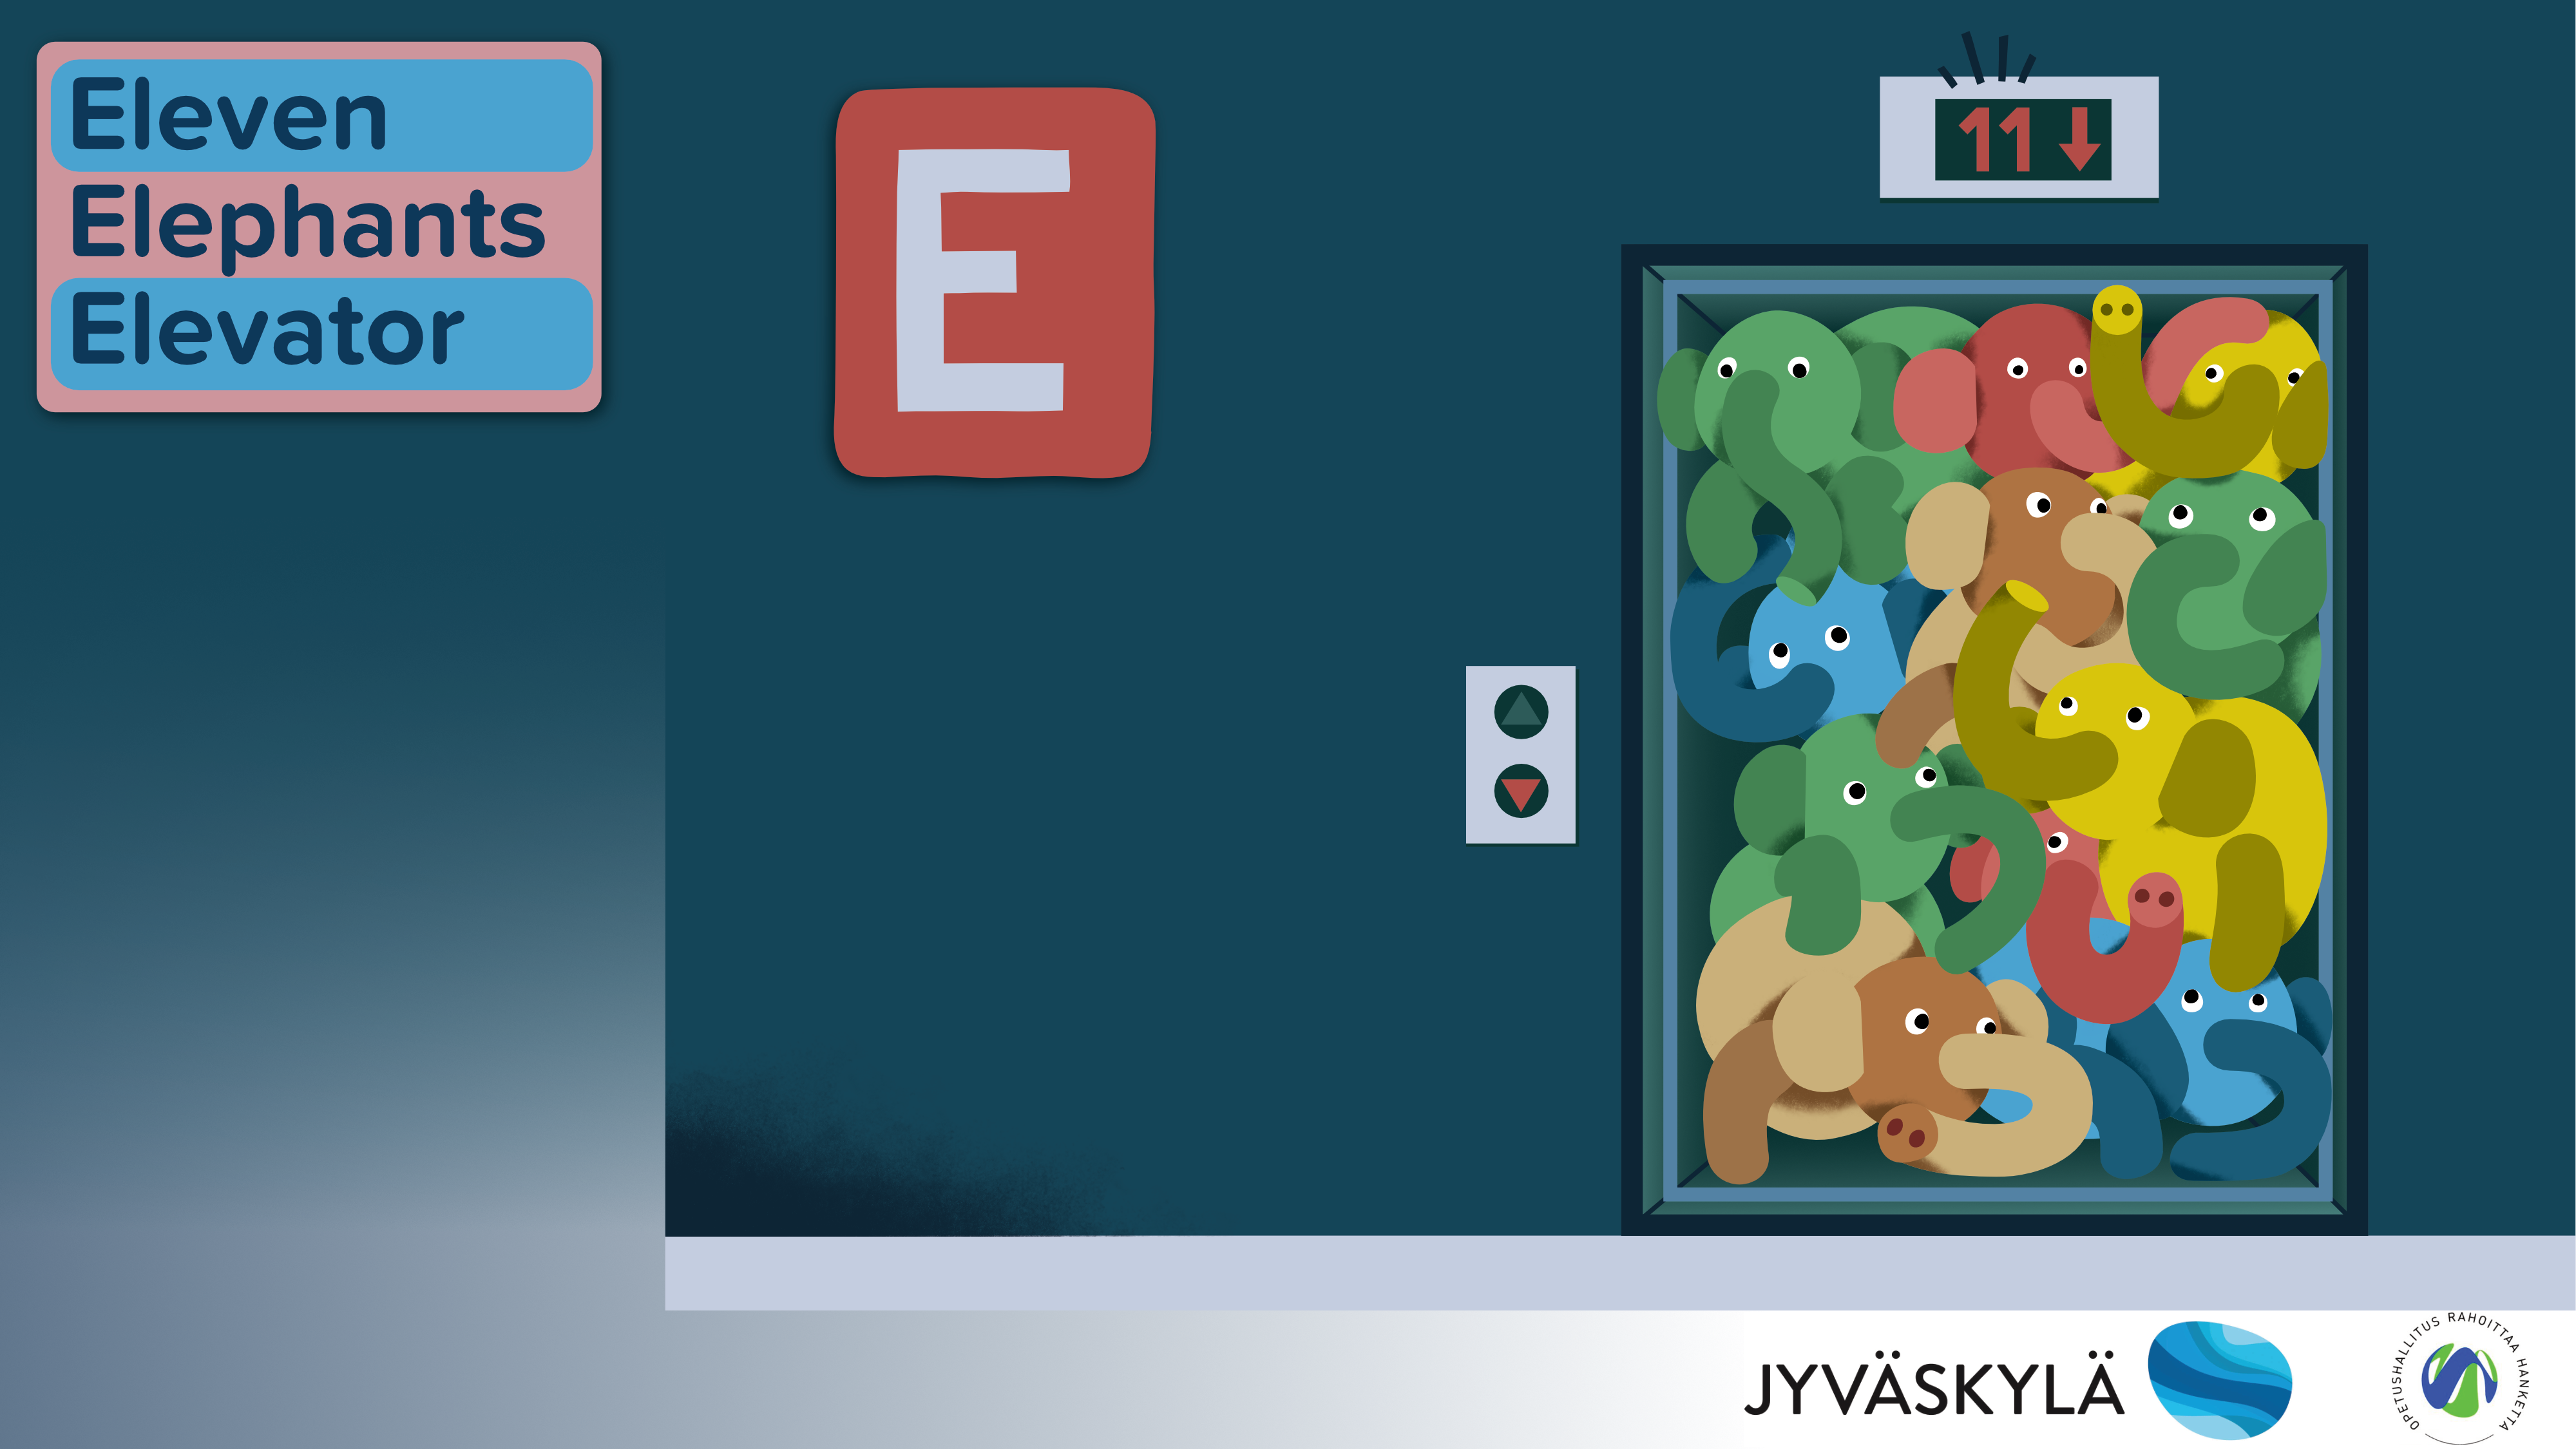 Eleven
Elephants
Elevator
E
11
JYVÄSKYLÄ
OPETUSHALLITUS RAHOITTAA HANKETTA